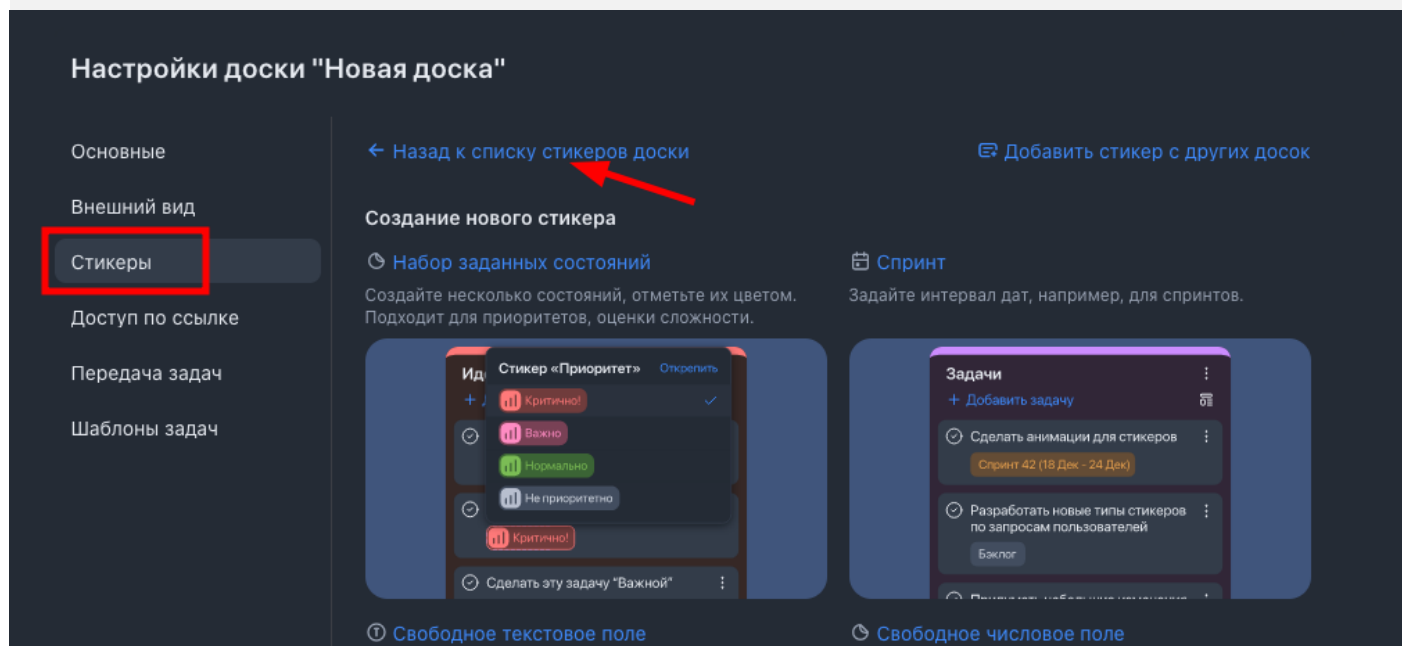 Настройки доски "Новая доска"
Основные
Внешний вид
Стикеры
Доступ по ссылке
Передача задач
Шаблоны задач
← Назад к списку стикеров доски
Добавить стикер с других досок
Создание нового стикера
Набор заданных состояний
Создайте несколько состояний, отметьте их цветом.
Подходит для приоритетов, оценки сложности.
Стикер «Приоритет» Открепить
Критично!
Важно
Нормально
Не приоритетно
Критично!
Сделать эту задачу "Важной"
Спринт
Задайте интервал дат, например, для спринтов.
Задачи
+ Добавить задачу
Сделать анимации для стикеров
Спринт 42 (18 Дек - 24 Дек)
Разработать новые типы стикеров
по запросам пользователей
Бэклог
Свободное текстовое поле
Свободное числовое поле